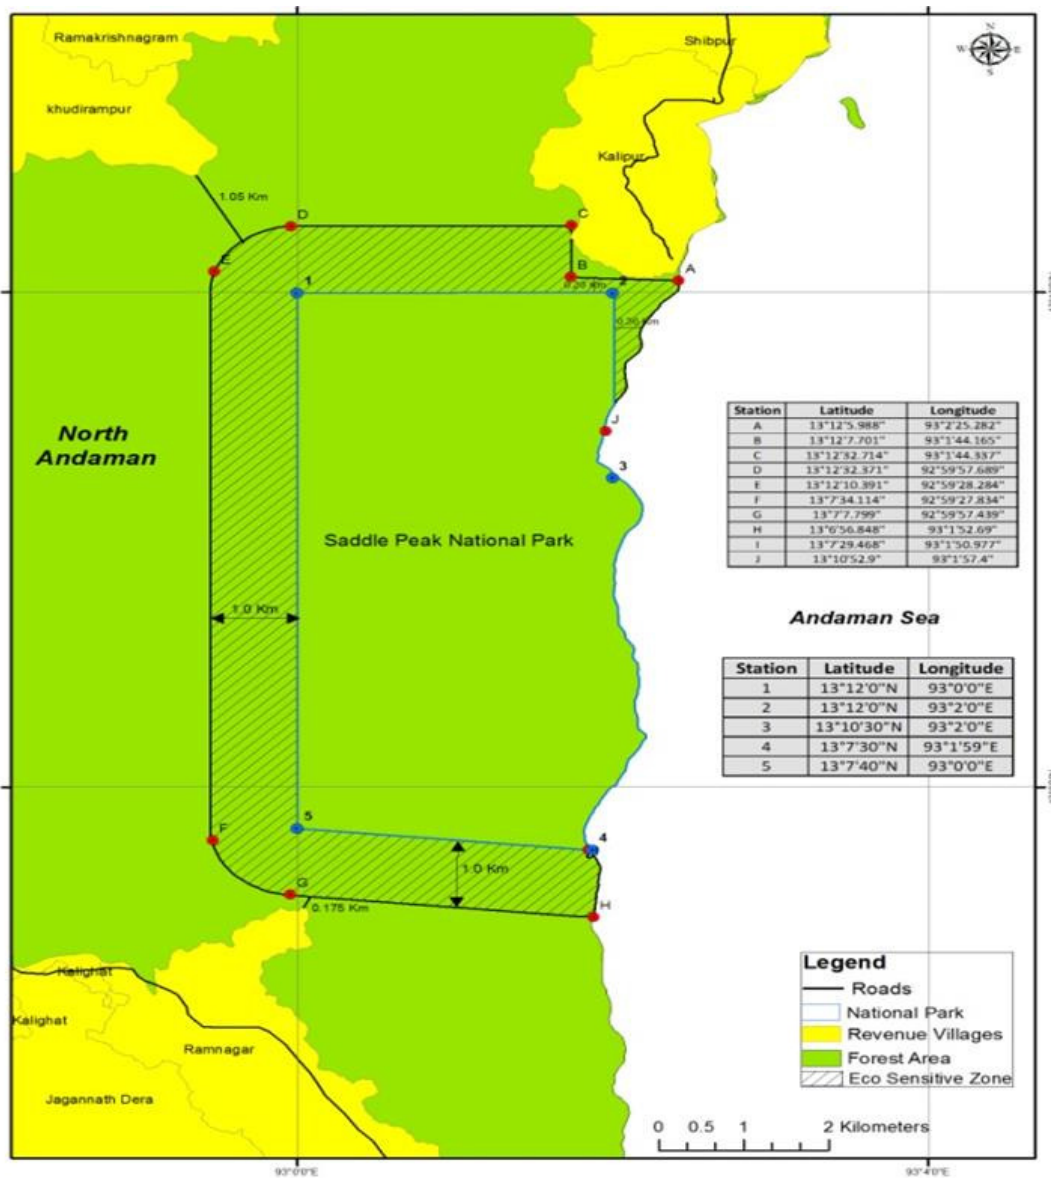 Ramakrishnagram
Shibpur
N
W E
S
khudirampur
Kalipur
1.05 Km
D
C
E
B
A
1
0.20 Km
2
J
3
North
Andaman
Station Latitude Longitude
A 13°12'5.988" 93°2'25.282"
B 13°12'7.701" 93°1'44.165"
C 13°12'32.714" 93°1'44.337"
D 13°12'32.371" 92°59'57.689"
E 13°12'10.391" 92°59'28.284"
F 13°7'34.114" 92°59'27.834"
G 13°7'7.799" 92°59'57.439"
H 13°6'56.848" 93°1'52.69"
I 13°7'29.468" 93°1'50.977"
J 13°10'52.9" 93°1'57.4"
Saddle Peak National Park
1.0 Km
Andaman Sea
Station Latitude Longitude
1 13°12'0"N 93°0'0"E
2 13°12'0"N 93°2'0"E
3 13°10'30"N 93°2'0"E
4 13°7'30"N 93°1'59"E
5 13°7'40"N 93°0'0"E
5
F
4
1.0 Km
G
0.175 Km
H
Kalighat
Kalighat
Ramnagar
Jagannath Dera
Legend
Roads
National Park
Revenue Villages
Forest Area
Eco Sensitive Zone
0 0.5 1 2 Kilometers
93°0'0"E
93°4'0"E